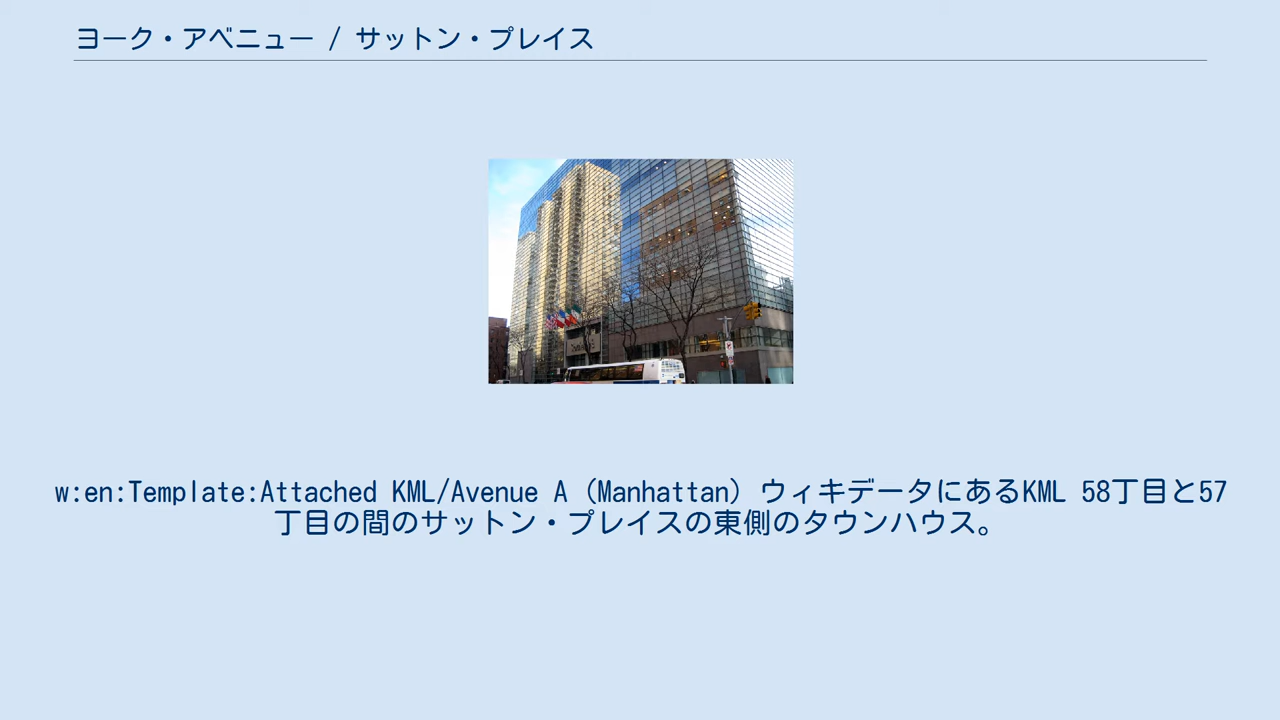 ヨーク・アベニュー / サットン・プレイス
w:en:Template:Attached KML/Avenue A (Manhattan) ウィキデータにあるKML 58丁目と57
丁目の間のサットン・プレイスの東側のタウンハウス。